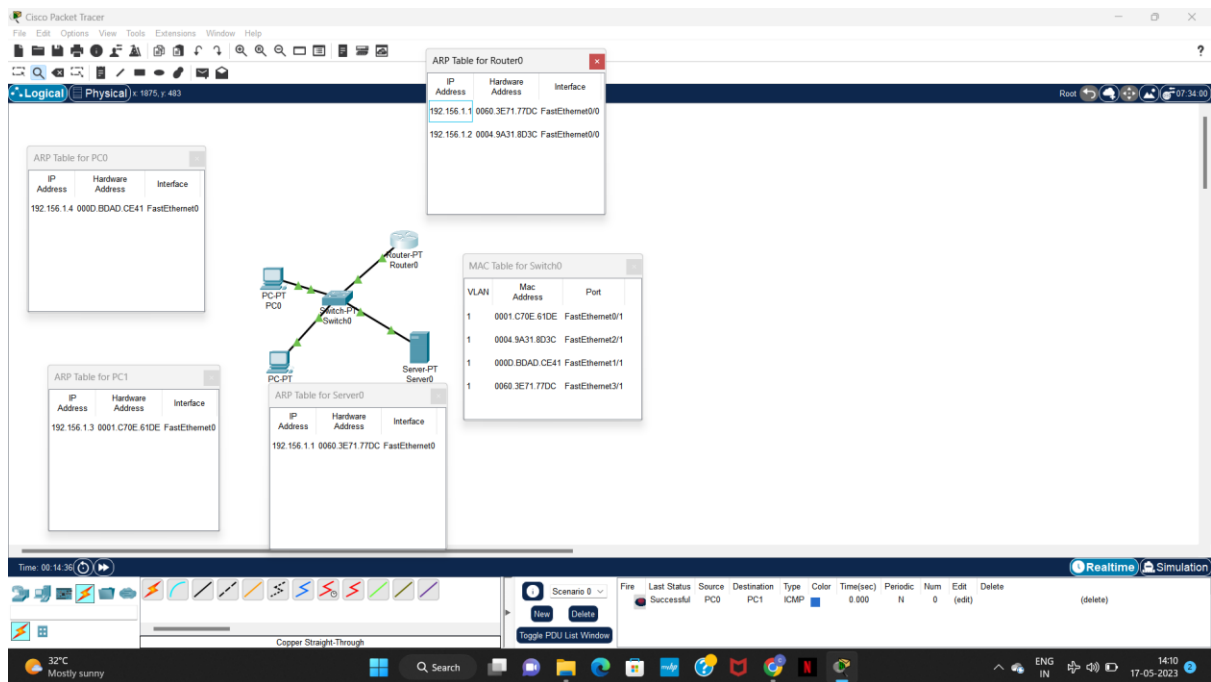 Cisco Packet Tracer
File Edit Options View Tools Extensions Window Help
?
Logical Physical x: 1875, y: 483
Root 07:34:00
ARP Table for Router0
IP Address Hardware Address Interface
192.156.1.1 0060.3E71.77DC FastEthernet0/0
192.156.1.2 0004.9A31.8D3C FastEthernet0/0
ARP Table for PC0
IP Address Hardware Address Interface
192.156.1.4 000D.BDAD.CE41 FastEthernet0
Router-PT
Router0
PC-PT
PC0
Switch-PT
Switch0
Server-PT
Server0
PC-PT
MAC Table for Switch0
VLAN Mac Address Port
1 0001.C70E.61DE FastEthernet0/1
1 0004.9A31.8D3C FastEthernet2/1
1 000D.BDAD.CE41 FastEthernet1/1
1 0060.3E71.77DC FastEthernet3/1
ARP Table for PC1
IP Address Hardware Address Interface
192.156.1.3 0001.C70E.61DE FastEthernet0
ARP Table for Server0
IP Address Hardware Address Interface
192.156.1.1 0060.3E71.77DC FastEthernet0
Time: 00:14:36
Realtime Simulation
Scenario 0
New Delete
Toggle PDU List Window
Fire Last Status Source Destination Type Color Time(sec) Periodic Num Edit Delete
Successful PC0 PC1 ICMP 0.000 N 0 (edit) (delete)
Copper Straight-Through
32°C
Mostly sunny
Search
ENG
IN
14:10
17-05-2023
2